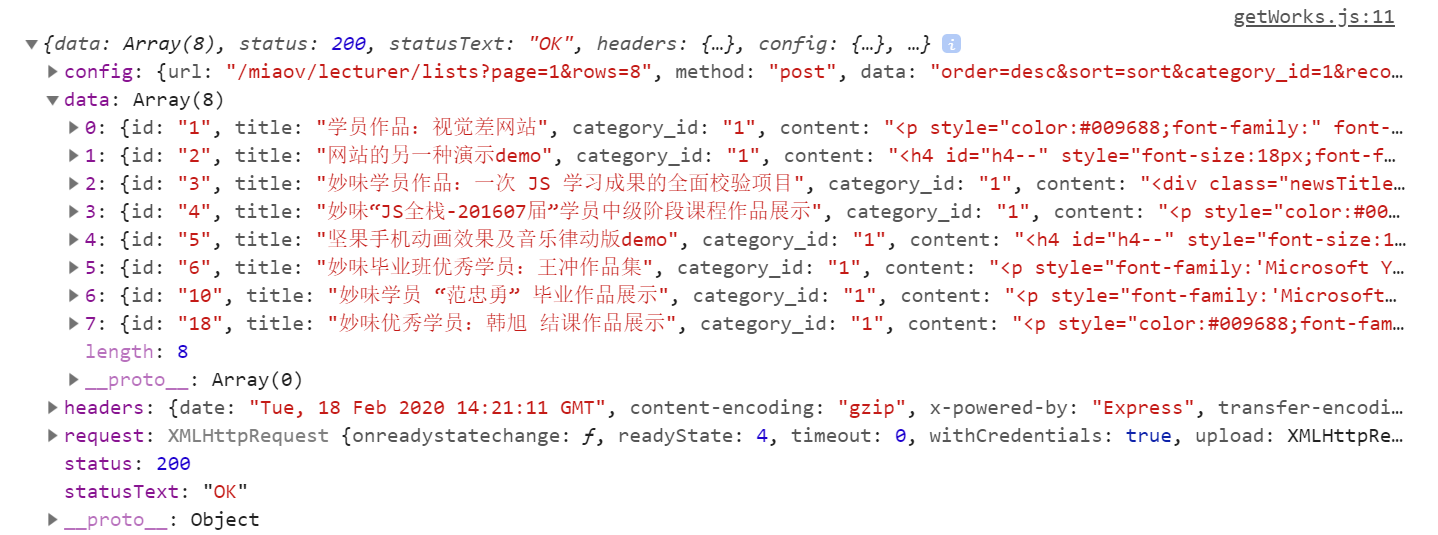 getWorks.js:11
▼{data: Array(8), status: 200, statusText: "OK", headers: {…}, config: {…}, …} i
▶config: {url: "/miaov/lecturer/lists?page=1&rows=8", method: "post", data: "order=desc&sort=sort&category_id=1&reco…
▼data: Array(8)
▶0: {id: "1", title: "学员作品：视觉差网站", category_id: "1", content: "<p style="color:#009688;font-family:" font-…
▶1: {id: "2", title: "网站的另一种演示demo", category_id: "1", content: "<h4 id="h4--" style="font-size:18px;font-f…
▶2: {id: "3", title: "妙味学员作品：一次 JS 学习成果的全面校验项目", category_id: "1", content: "<div class="newsTitle…
▶3: {id: "4", title: "妙味“JS全栈-201607届”学员中级阶段课程作品展示", category_id: "1", content: "<p style="color:#00…
▶4: {id: "5", title: "坚果手机动画效果及音乐律动版demo", category_id: "1", content: "<h4 id="h4--" style="font-size:1…
▶5: {id: "6", title: "妙味毕业班优秀学员：王冲作品集", category_id: "1", content: "<p style="font-family:'Microsoft Y…
▶6: {id: "10", title: "妙味学员 “范忠勇” 毕业作品展示", category_id: "1", content: "<p style="font-family:'Microsoft…
▶7: {id: "18", title: "妙味优秀学员：韩旭 结课作品展示", category_id: "1", content: "<p style="color:#009688;font-fam…
length: 8
▶__proto__: Array(0)
▶headers: {date: "Tue, 18 Feb 2020 14:21:11 GMT", content-encoding: "gzip", x-powered-by: "Express", transfer-encodi…
▶request: XMLHttpRequest {onreadystatechange: ƒ, readyState: 4, timeout: 0, withCredentials: true, upload: XMLHttpRe…
status: 200
statusText: "OK"
▶__proto__: Object